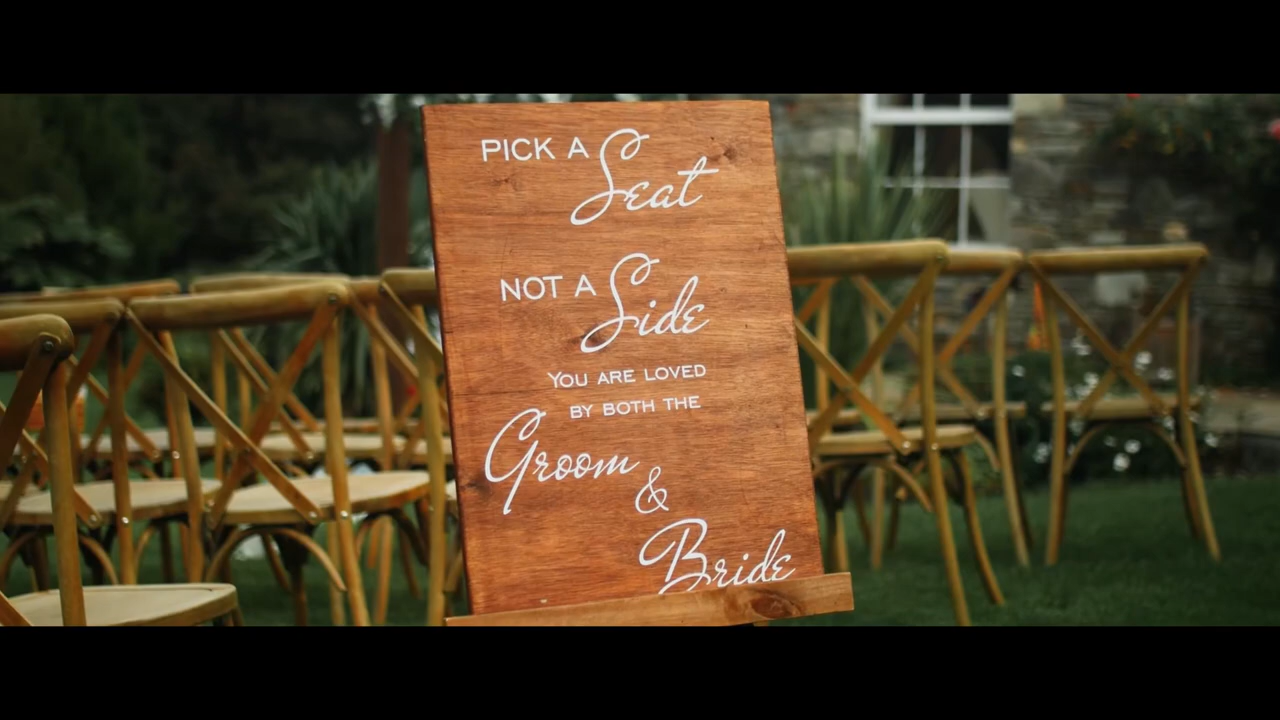 PICK A Seat
NOT A Side
YOU ARE LOVED
BY BOTH THE
Groom
&
Bride